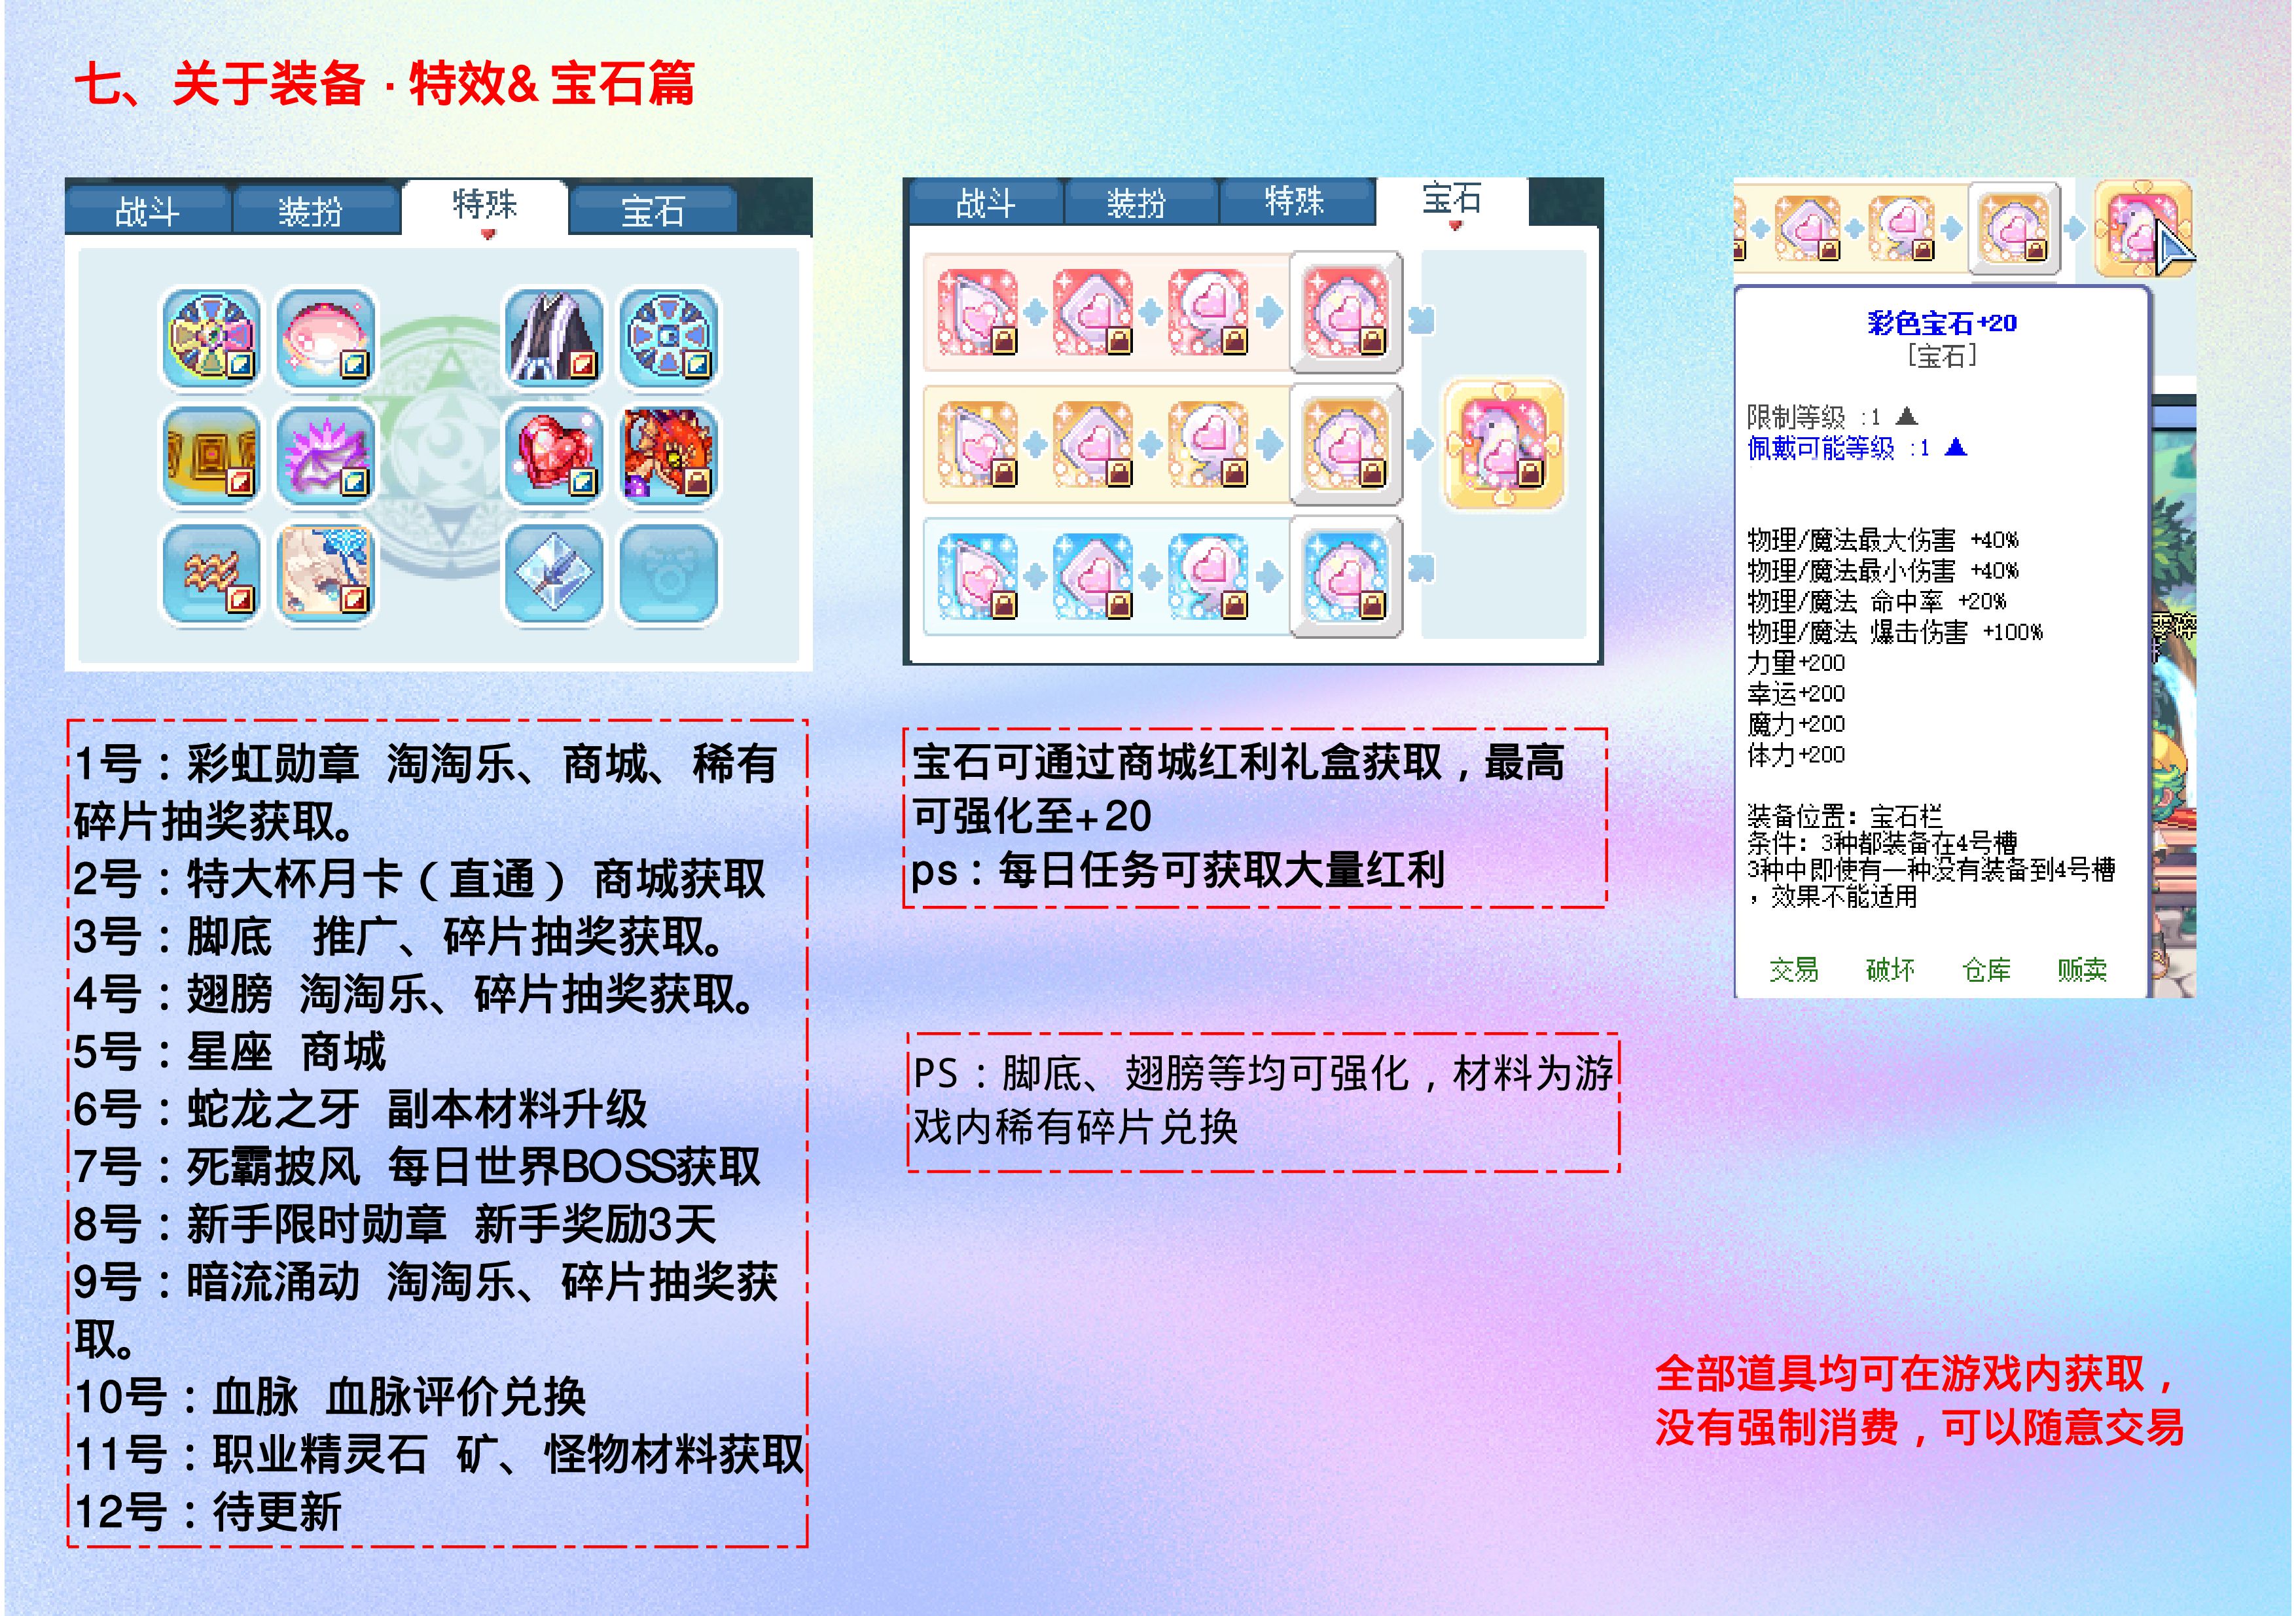 七、关于装备·特效&宝石篇
战斗 装扮 特殊 宝石
1号：彩虹勋章 淘淘乐、商城、稀有
碎片抽奖获取。
2号：特大杯月卡（直通） 商城获取
3号：脚底 推广、碎片抽奖获取。
4号：翅膀 淘淘乐、碎片抽奖获取。
5号：星座 商城
6号：蛇龙之牙 副本材料升级
7号：死霸披风 每日世界BOSS获取
8号：新手限时勋章 新手奖励3天
9号：暗流涌动 淘淘乐、碎片抽奖获
取。
10号：血脉 血脉评价兑换
11号：职业精灵石 矿、怪物材料获取
12号：待更新
战斗 装扮 特殊 宝石
宝石可通过商城红利礼盒获取，最高
可强化至+20
ps：每日任务可获取大量红利
PS：脚底、翅膀等均可强化，材料为游
戏内稀有碎片兑换
彩色宝石+20
[宝石]
限制等级 :1 ▲
佩戴可能等级 :1 ▲
物理/魔法最大伤害 +40%
物理/魔法最小伤害 +40%
物理/魔法 命中率 +20%
物理/魔法 爆击伤害 +100%
力量+200
幸运+200
魔力+200
体力+200
装备位置：宝石栏
条件：3种都装备在4号槽
3种中即使有一种没有装备到4号槽
，效果不能适用
交易 破坏 仓库 贩卖
全部道具均可在游戏内获取，
没有强制消费，可以随意交易